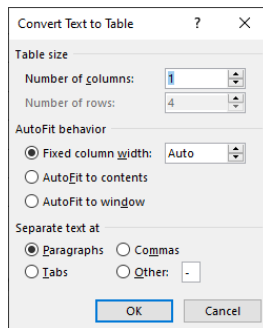 Convert Text to Table ? ×
Table size
Number of columns: 1
Number of rows: 4
AutoFit behavior
Fixed column width: Auto
AutoFit to contents
AutoFit to window
Separate text at
Paragraphs Commas
Tabs Other: -
OK Cancel